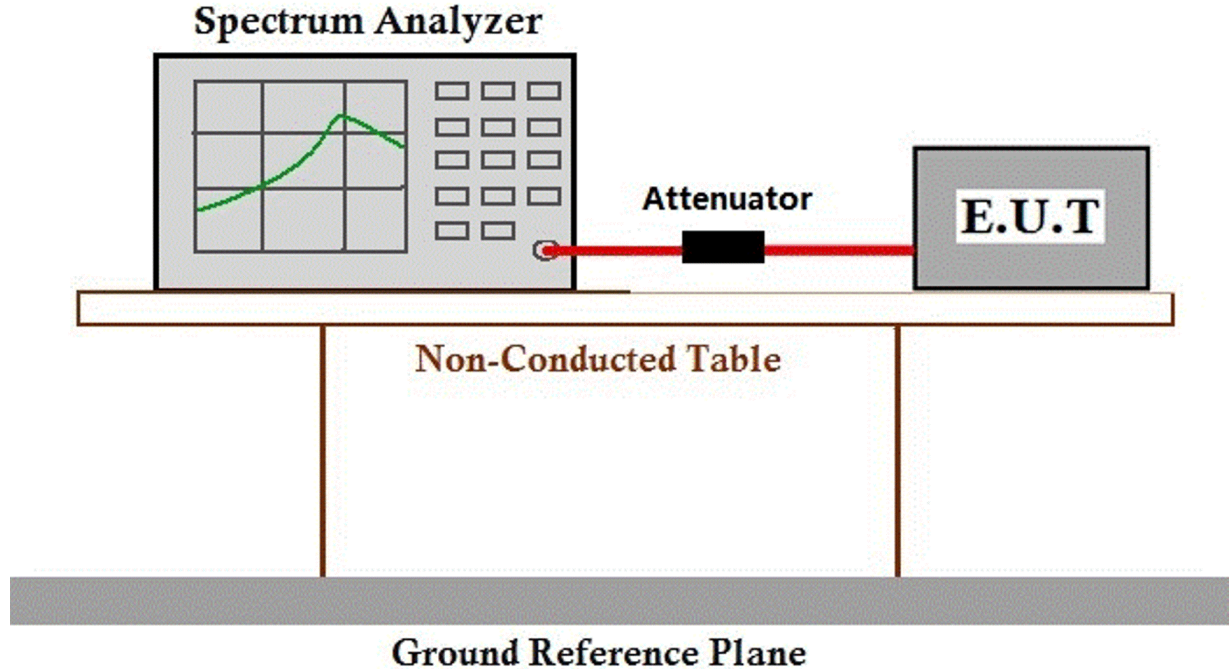 Spectrum Analyzer
Attenuator
E.U.T
Non-Conducted Table
Ground Reference Plane